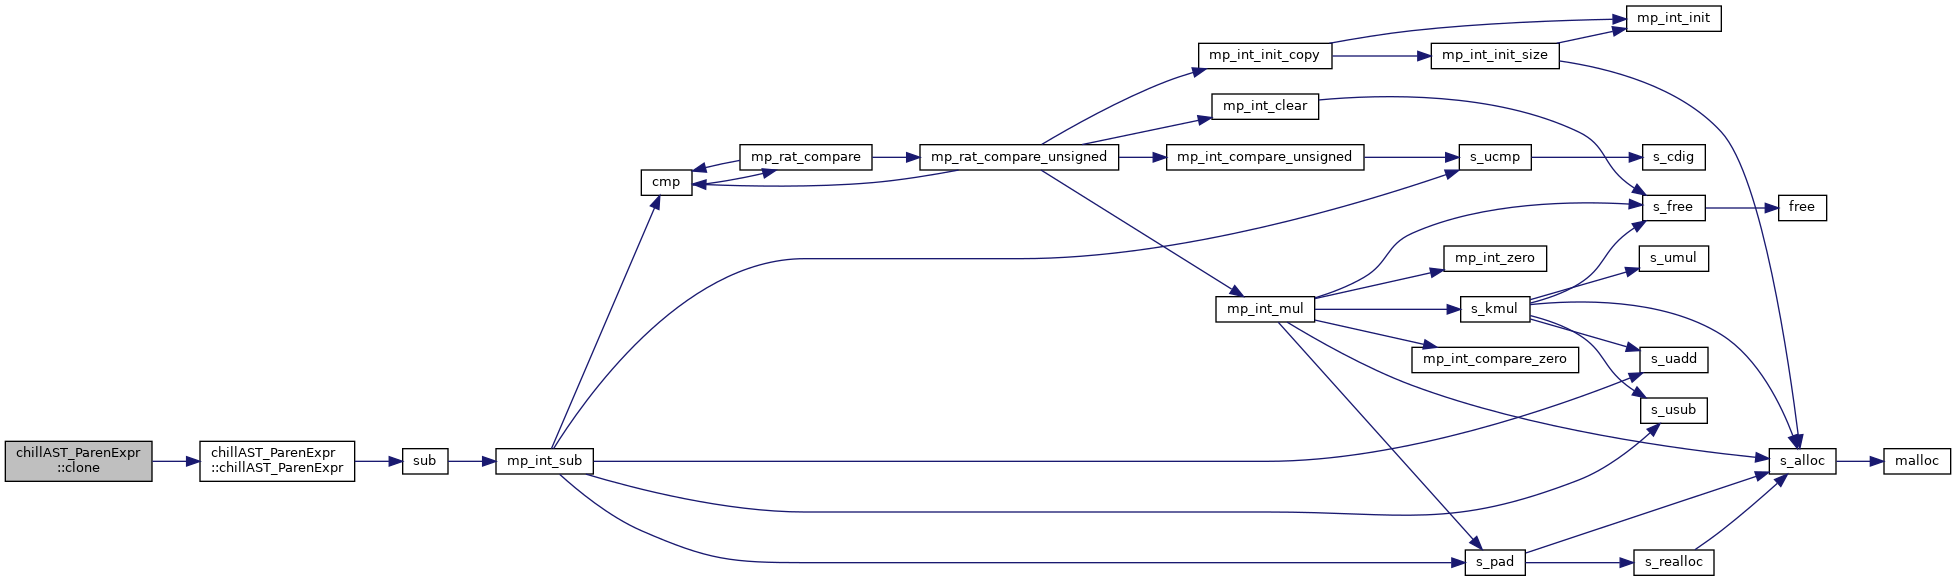 chillAST_ParenExpr
::clone
chillAST_ParenExpr
::chillAST_ParenExpr
sub
mp_int_sub
cmp
mp_rat_compare
mp_rat_compare_unsigned
mp_int_init_copy
mp_int_init_size
mp_int_init
mp_int_clear
mp_int_compare_unsigned
s_ucmp
s_cdig
s_free
free
mp_int_zero
s_umul
mp_int_mul
s_kmul
mp_int_compare_zero
s_uadd
s_usub
s_alloc
malloc
s_pad
s_realloc